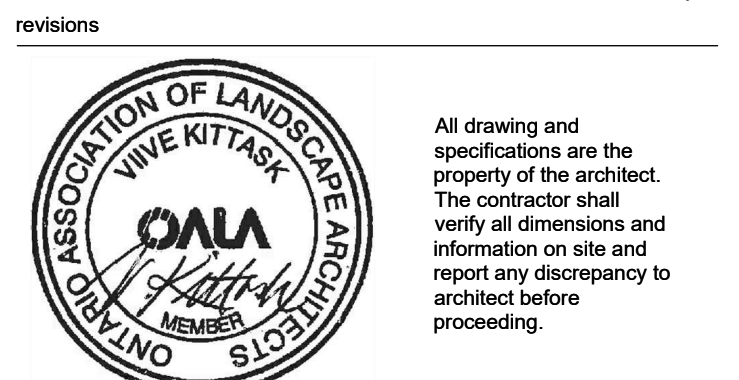 revisions
ONTARIO ASSOCIATION OF LANDSCAPE ARCHITECTS
VIIVE KITTASK
OALA
V. Kittask
MEMBER
All drawing and
specifications are the
property of the architect.
The contractor shall
verify all dimensions and
information on site and
report any discrepancy to
architect before
proceeding.